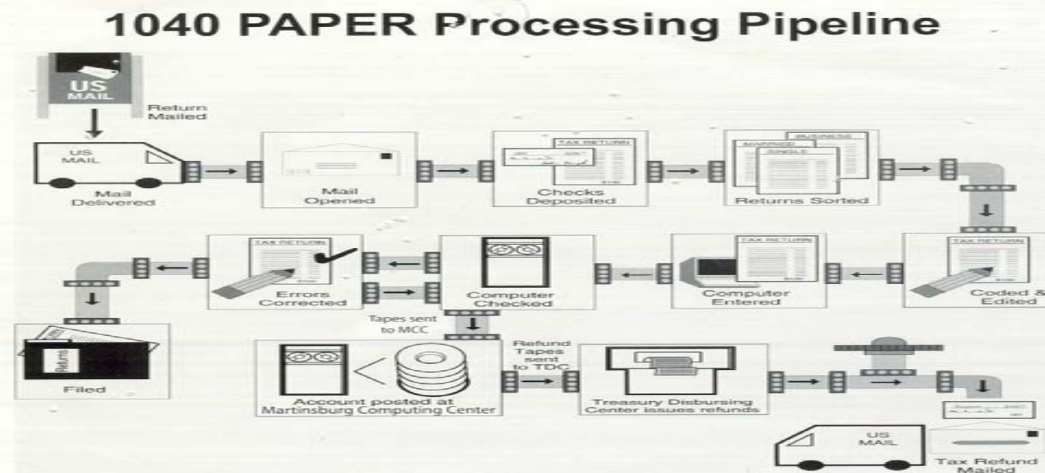 1040 PAPER Processing Pipeline
US
MAIL
Return
Mailed
US
MAIL
Mail
Delivered
Mail
Opened
TAX RETURN
Checks
Deposited
BUSINESS
MARRIED
SINGLE
Returns Sorted
TAX RETURN
Coded &
Edited
TAX RETURN
Computer
Entered
Computer
Checked
TAX RETURN
Errors
Corrected
Returns
Filed
Tapes sent
to MCC
Account posted at
Martinsburg Computing Center
Refund
Tapes
sent
to TDC
Treasury Disbursing
Center issues refunds
US
MAIL
Tax Refund
Mailed